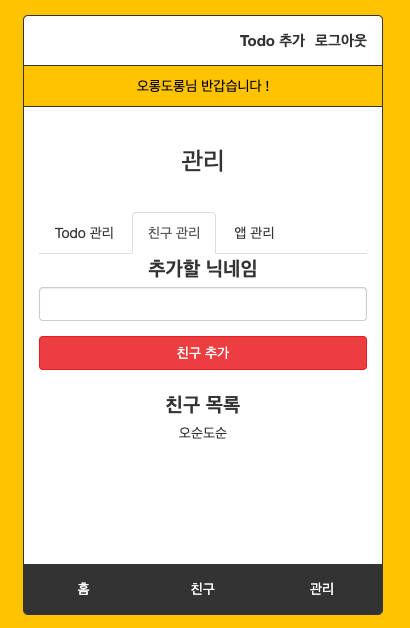 Todo 추가 로그아웃
오롱도롱님 반갑습니다 !
관리
Todo 관리 친구 관리 앱 관리
추가할 닉네임
친구 추가
친구 목록
오순도순
홈 친구 관리